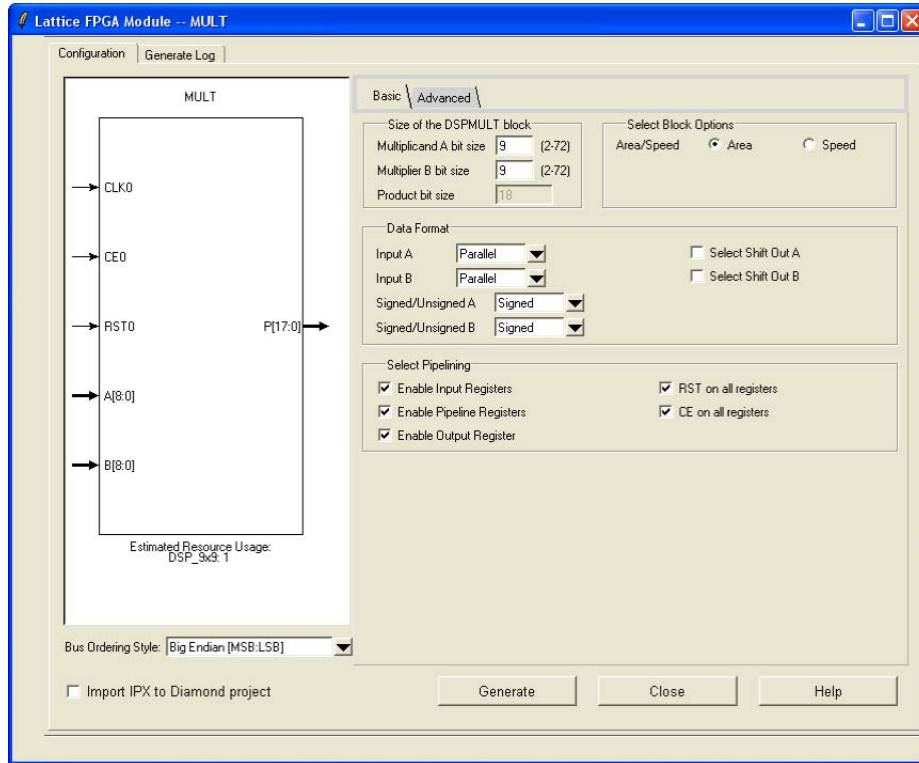 Lattice FPGA Module -- MULT
Configuration Generate Log
MULT
CLK0
CE0
RST0 P[17:0]
A[8:0]
B[8:0]
Estimated Resource Usage:
DSP_9x9: 1
Bus Ordering Style: Big Endian [MSB:LSB]
Basic Advanced
Size of the DSPMULT block
Multiplicand A bit size 9 (2-72)
Multiplier B bit size 9 (2-72)
Product bit size 18
Select Block Options
Area/Speed Area Speed
Data Format
Input A Parallel Select Shift Out A
Input B Parallel Select Shift Out B
Signed/Unsigned A Signed
Signed/Unsigned B Signed
Select Pipelining
Enable Input Registers RST on all registers
Enable Pipeline Registers CE on all registers
Enable Output Register
Import IPX to Diamond project Generate Close Help